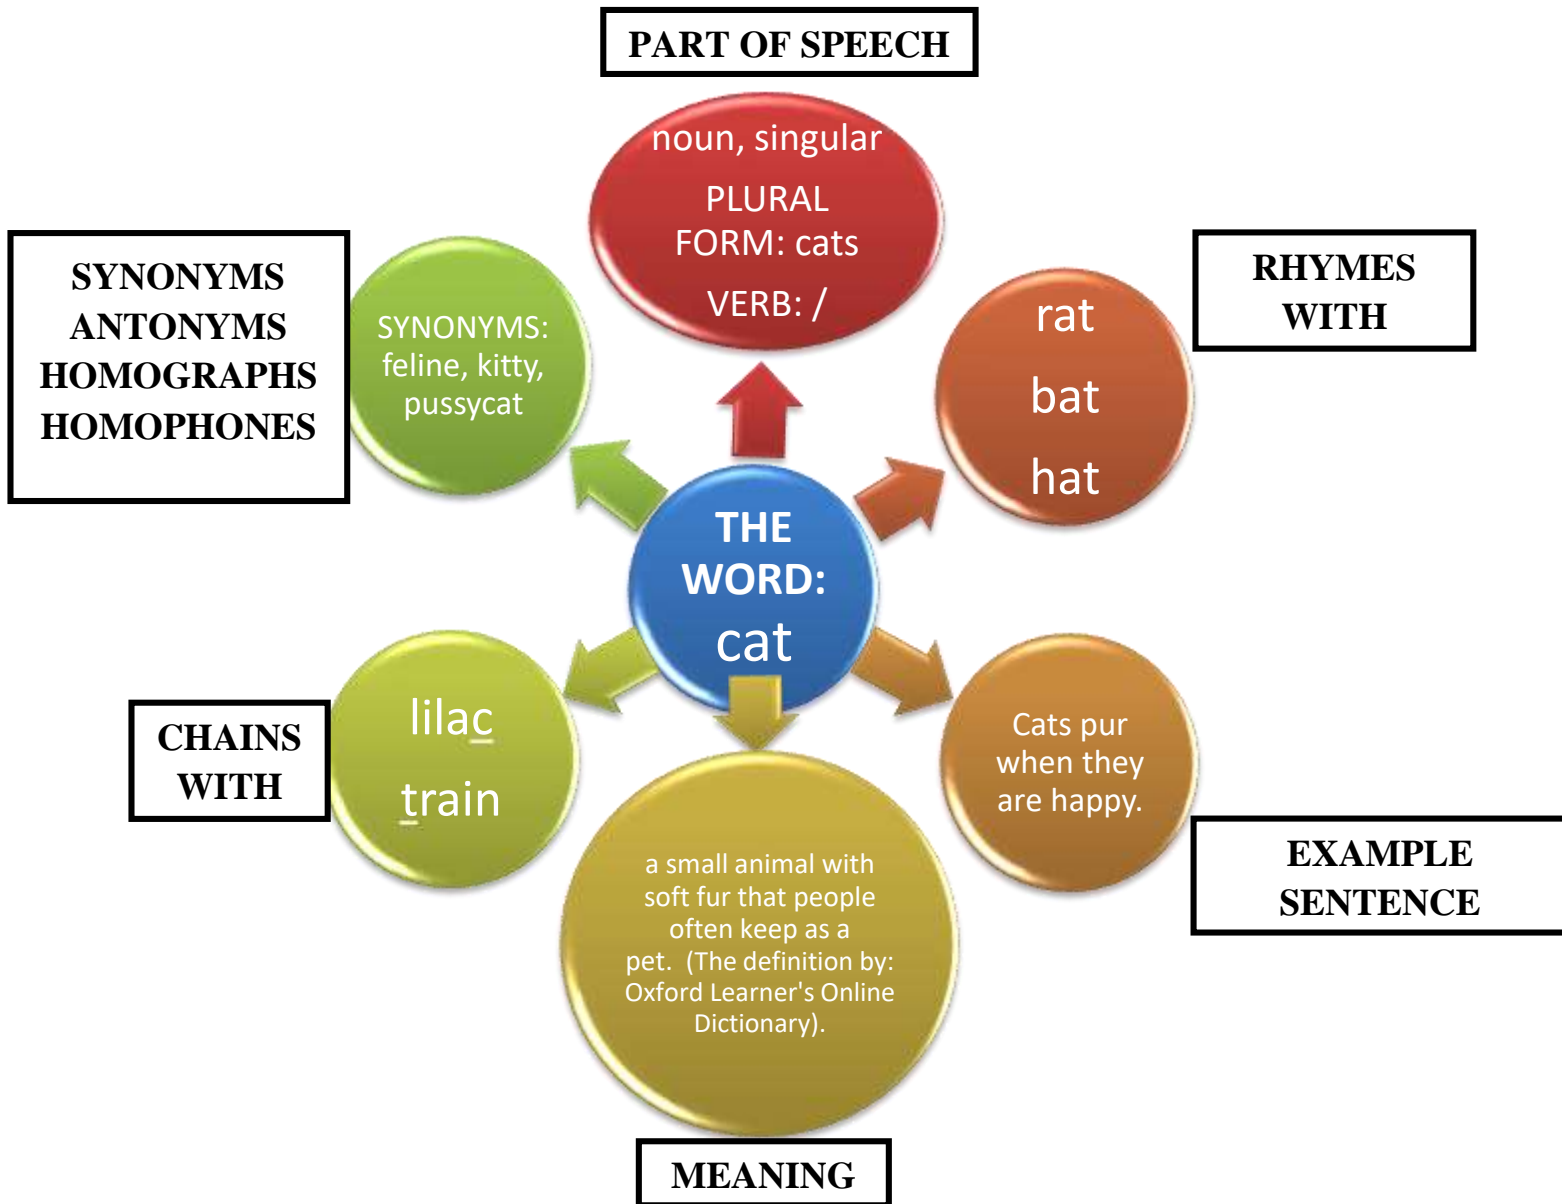 PART OF SPEECH
noun, singular
PLURAL
FORM: cats
VERB: /
SYNONYMS
ANTONYMS
HOMOGRAPHS
HOMOPHONES
SYNONYMS:
feline, kitty,
pussycat
RHYMES
WITH
rat
bat
hat
THE
WORD:
cat
CHAINS
WITH
lilac
train
Cats pur
when they
are happy.
EXAMPLE
SENTENCE
a small animal with
soft fur that people
often keep as a
pet. (The definition by:
Oxford Learner's Online
Dictionary).
MEANING